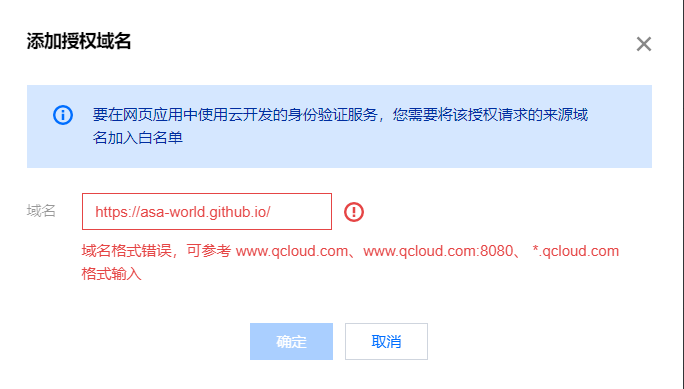 添加授权域名
要在网页应用中使用云开发的身份验证服务，您需要将该授权请求的来源域
名加入白名单
域名
https://asa-world.github.io/
域名格式错误，可参考 www.qcloud.com、www.qcloud.com:8080、 *.qcloud.com
格式输入
确定 取消